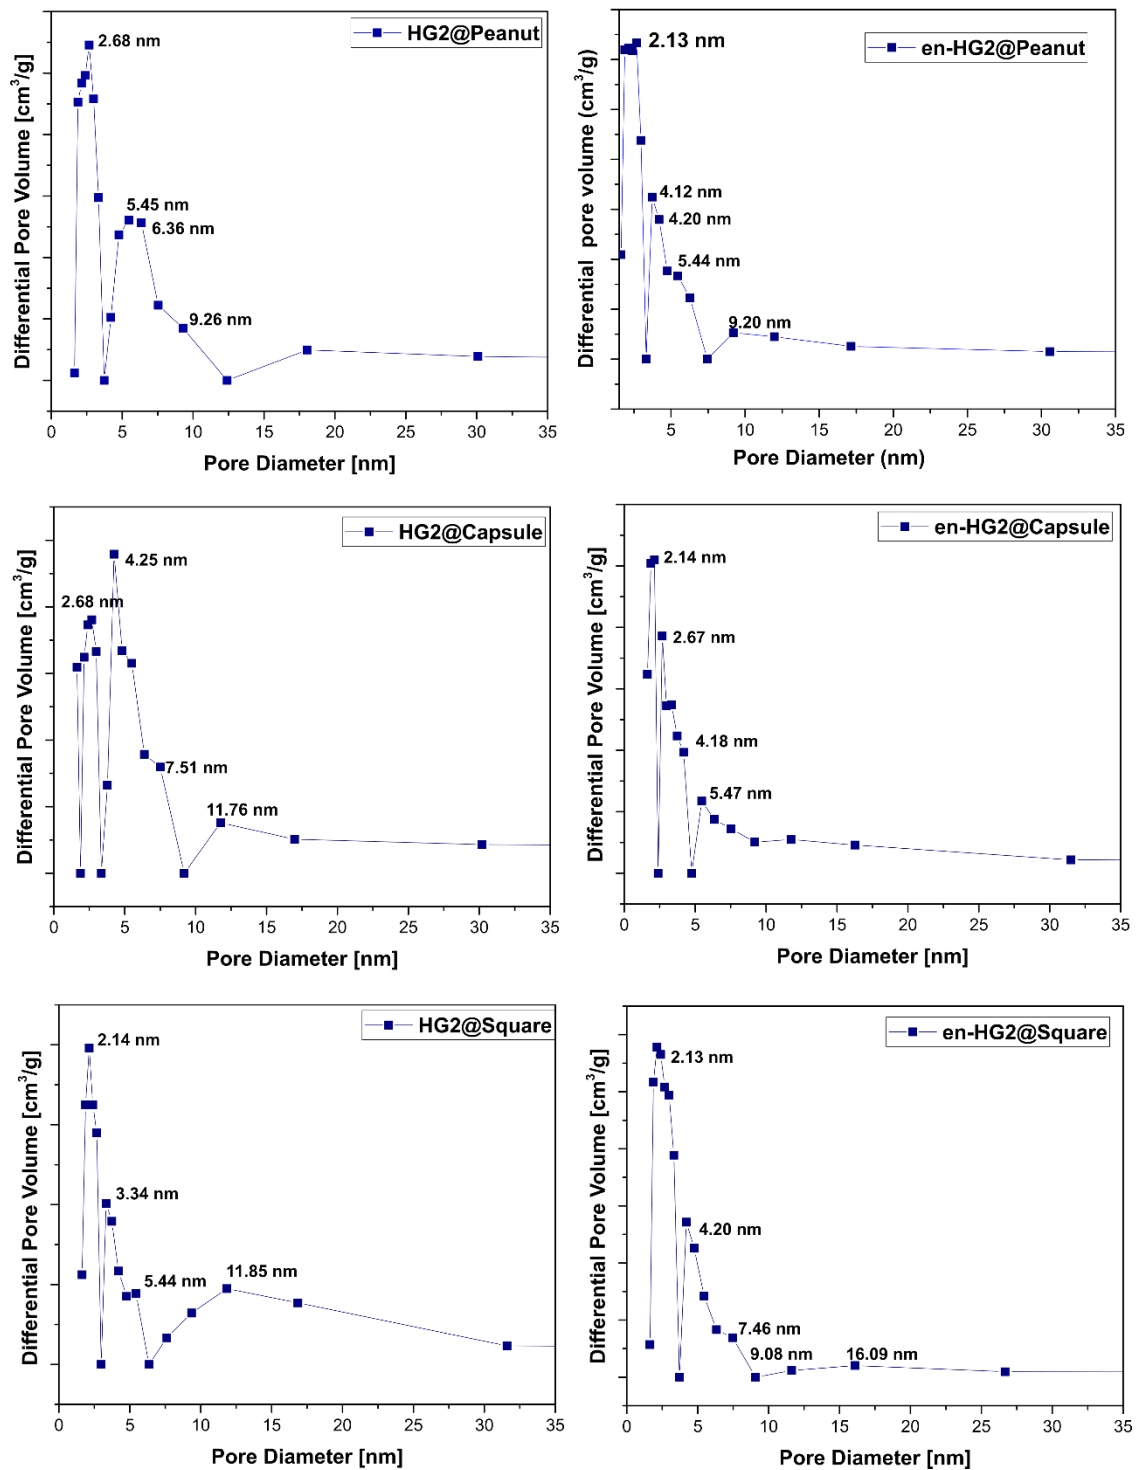 HG2@Peanut
2.68 nm
5.45 nm
6.36 nm
9.26 nm
Differential Pore Volume [cm³/g]
0 5 10 15 20 25 30 35
Pore Diameter [nm]
en-HG2@Peanut
2.13 nm
4.12 nm
4.20 nm
5.44 nm
9.20 nm
Differential pore volume (cm³/g)
5 10 15 20 25 30 35
Pore Diameter (nm)
HG2@Capsule
4.25 nm
2.68 nm
7.51 nm
11.76 nm
Differential Pore Volume [cm³/g]
0 5 10 15 20 25 30 35
Pore Diameter [nm]
en-HG2@Capsule
2.14 nm
2.67 nm
4.18 nm
5.47 nm
Differential Pore Volume [cm³/g]
0 5 10 15 20 25 30 35
Pore Diameter [nm]
HG2@Square
2.14 nm
3.34 nm
5.44 nm
11.85 nm
Differential Pore Volume [cm³/g]
0 5 10 15 20 25 30 35
Pore Diameter [nm]
en-HG2@Square
2.13 nm
4.20 nm
7.46 nm
9.08 nm
16.09 nm
Differential Pore Volume [cm³/g]
0 5 10 15 20 25 30 35
Pore Diameter [nm]